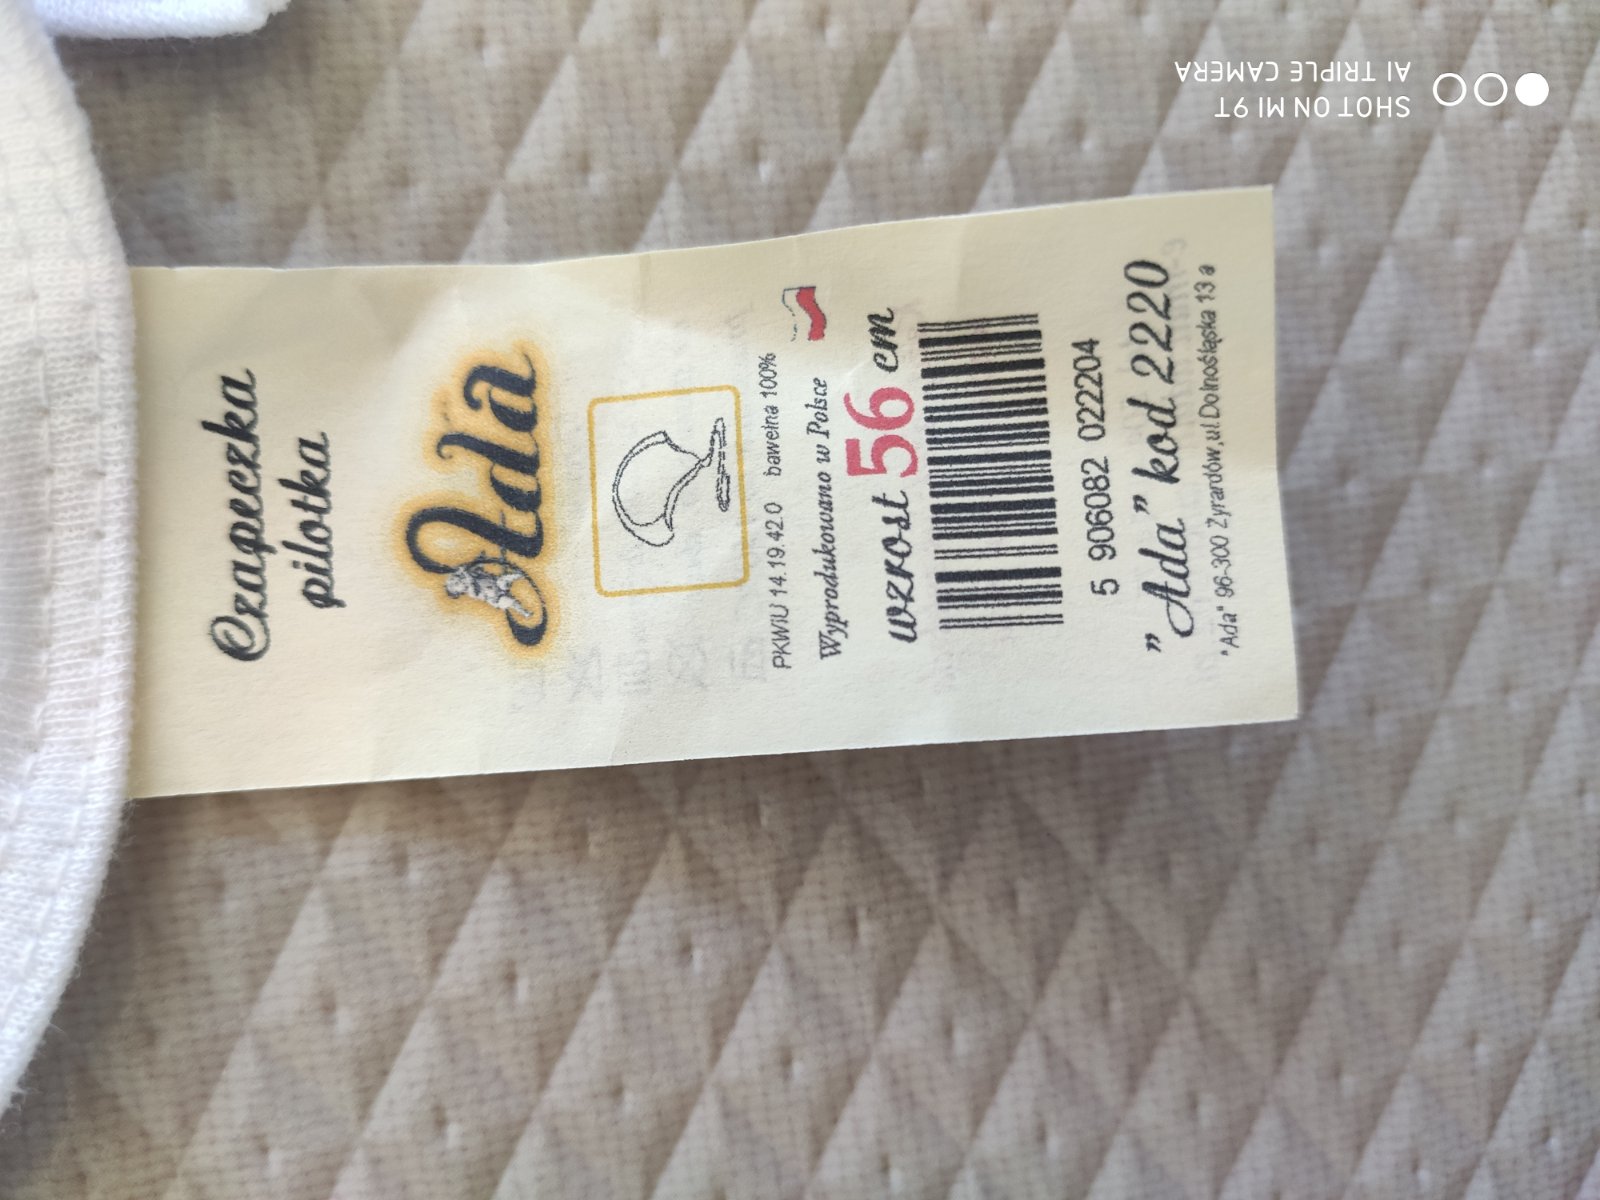 Czapeczka
pilotka
Ada
PKWiU 14.19.42.0 bawełna 100%
Wyprodukowano w Polsce
wzrost 56 cm
5 906082 022204
"Ada" kod 2220
"Ada" 96-300 Żyrardów,ul.Dolnośląska 13 a
SHOT ON MI 9T
AI TRIPLE CAMERA